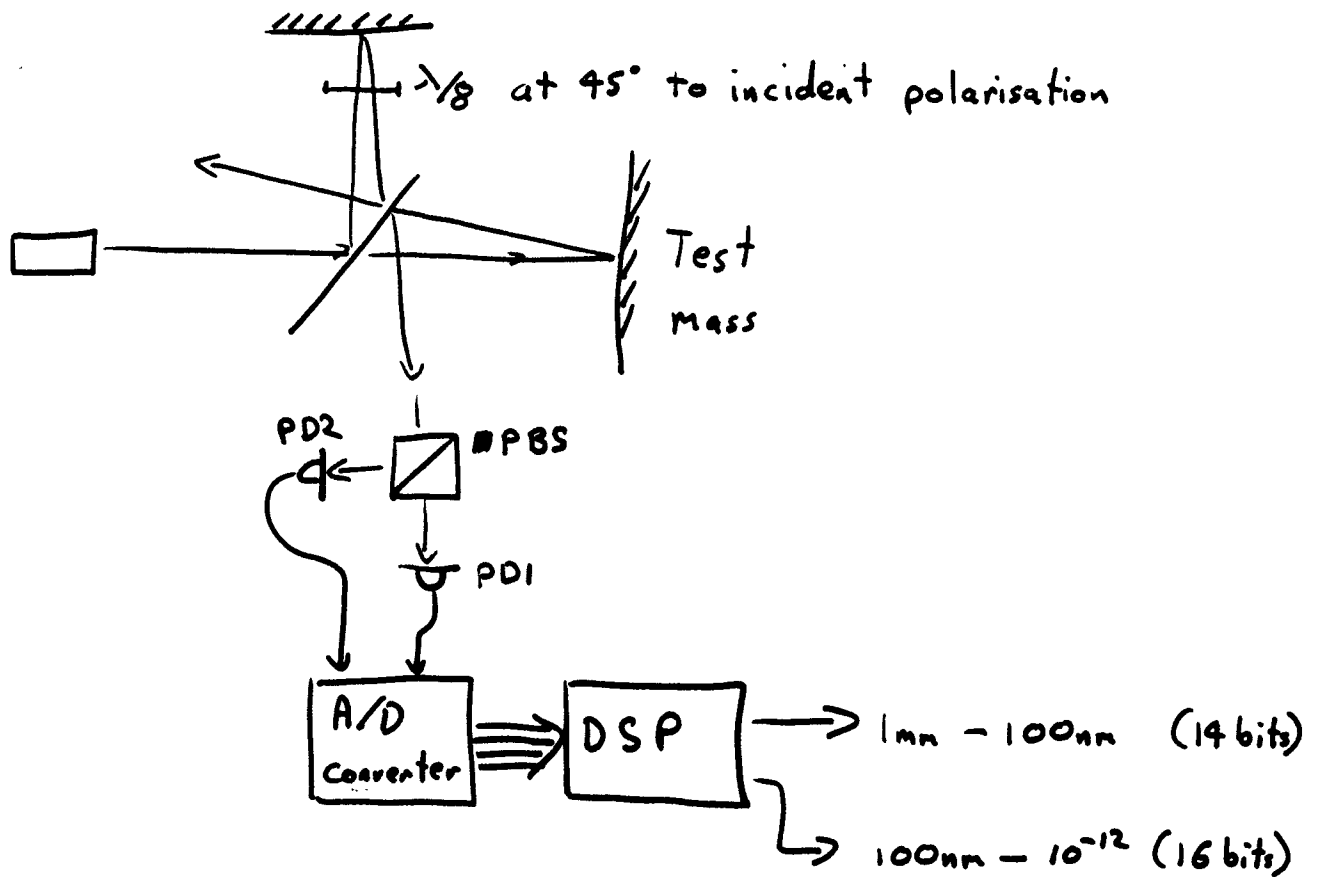 λ/8 at 45° to incident polarisation
Test
mass
PD2
PBS
PD1
A/D
Converter
DSP
1mm - 100nm (14 bits)
100nm - 10⁻¹² (16 bits)